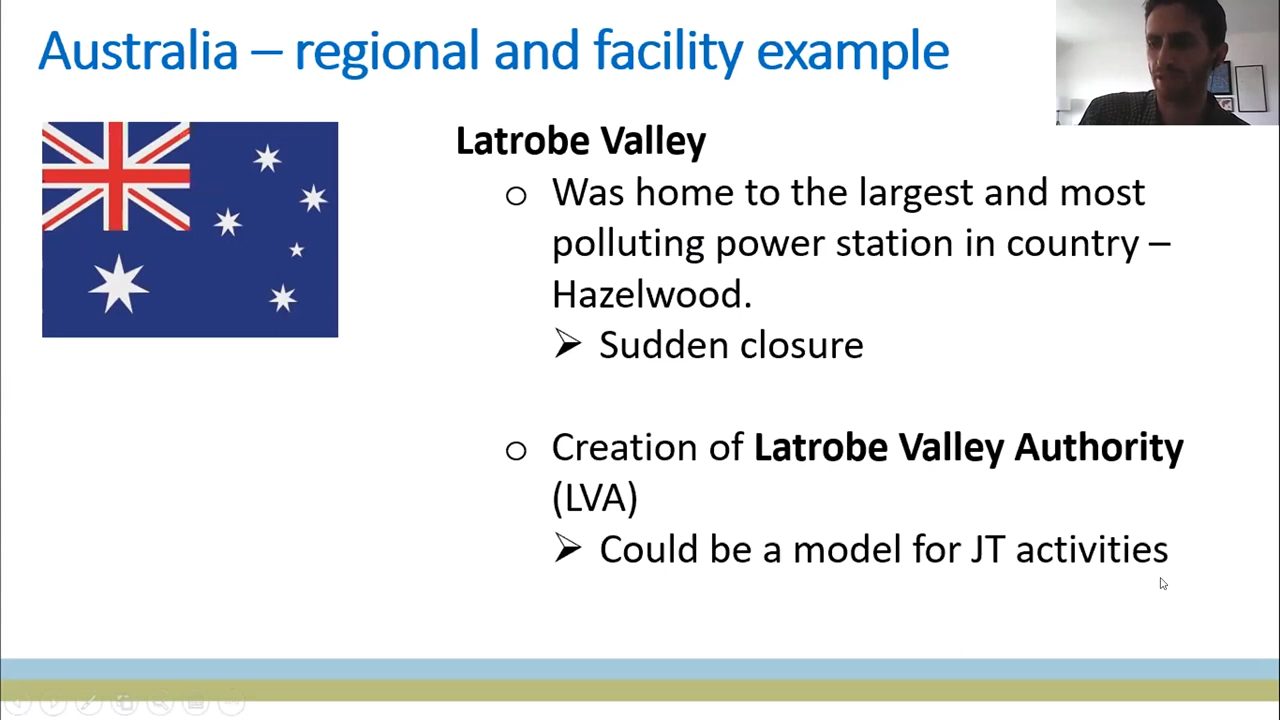 Australia – regional and facility example
Latrobe Valley
o Was home to the largest and most
polluting power station in country –
Hazelwood.
➢ Sudden closure
o Creation of Latrobe Valley Authority
(LVA)
➢ Could be a model for JT activities